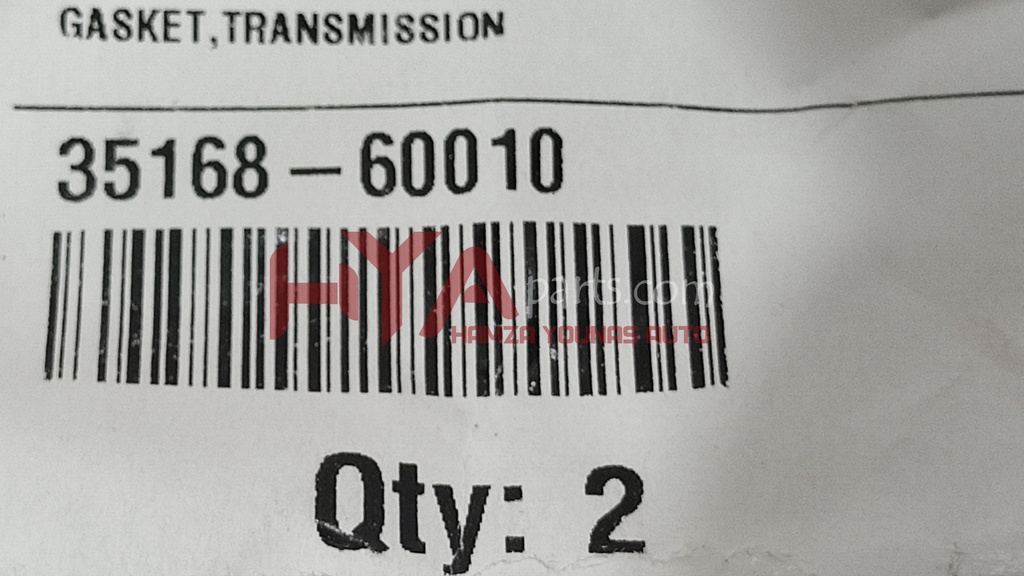 GASKET,TRANSMISSION
35168-60010
HYA parts.com
HAMZA YOUNAS AUTO
Qty: 2